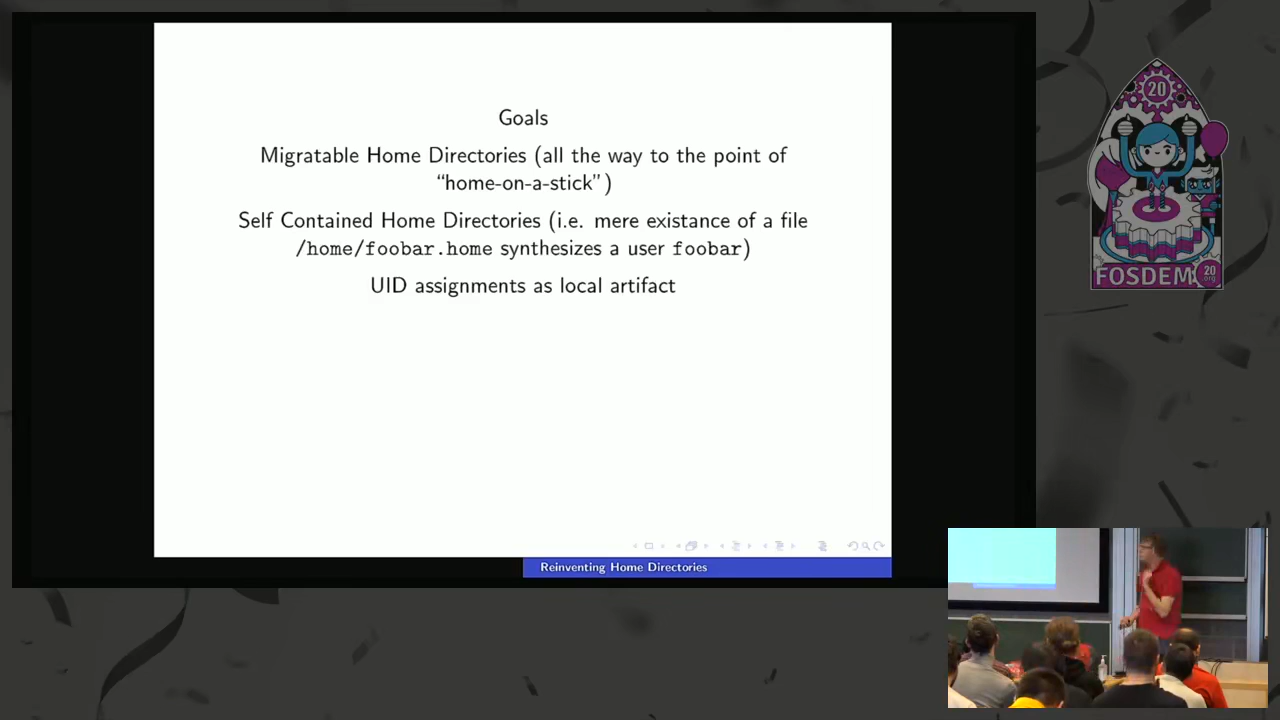 Goals
Migratable Home Directories (all the way to the point of
“home-on-a-stick”)
Self Contained Home Directories (i.e. mere existance of a file
/home/foobar.home synthesizes a user foobar)
UID assignments as local artifact
Reinventing Home Directories
20
FOSDEM
20
.org